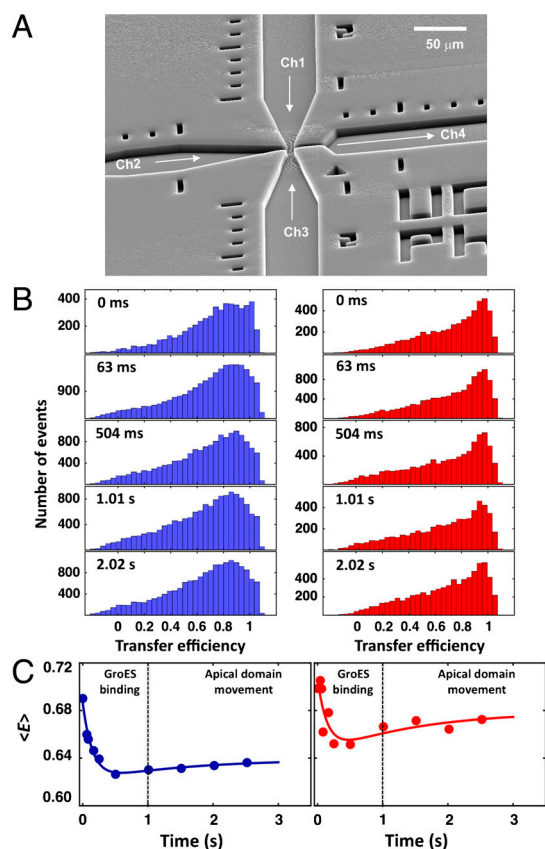 A
50 μm
Ch1
Ch4
Ch2
Ch3
B
Number of events
400
200
0 ms
400
200
0 ms
900
63 ms
800
400
63 ms
800
400
504 ms
800
400
504 ms
800
400
1.01 s
400
200
1.01 s
800
400
2.02 s
400
200
2.02 s
0 0.2 0.4 0.6 0.8 1
0 0.2 0.4 0.6 0.8 1
Transfer efficiency
Transfer efficiency
C
<E>
0.72
0.68
0.64
0.60
GroES
binding
Apical domain
movement
GroES
binding
Apical domain
movement
0 1 2 3
0 1 2 3
Time (s)
Time (s)